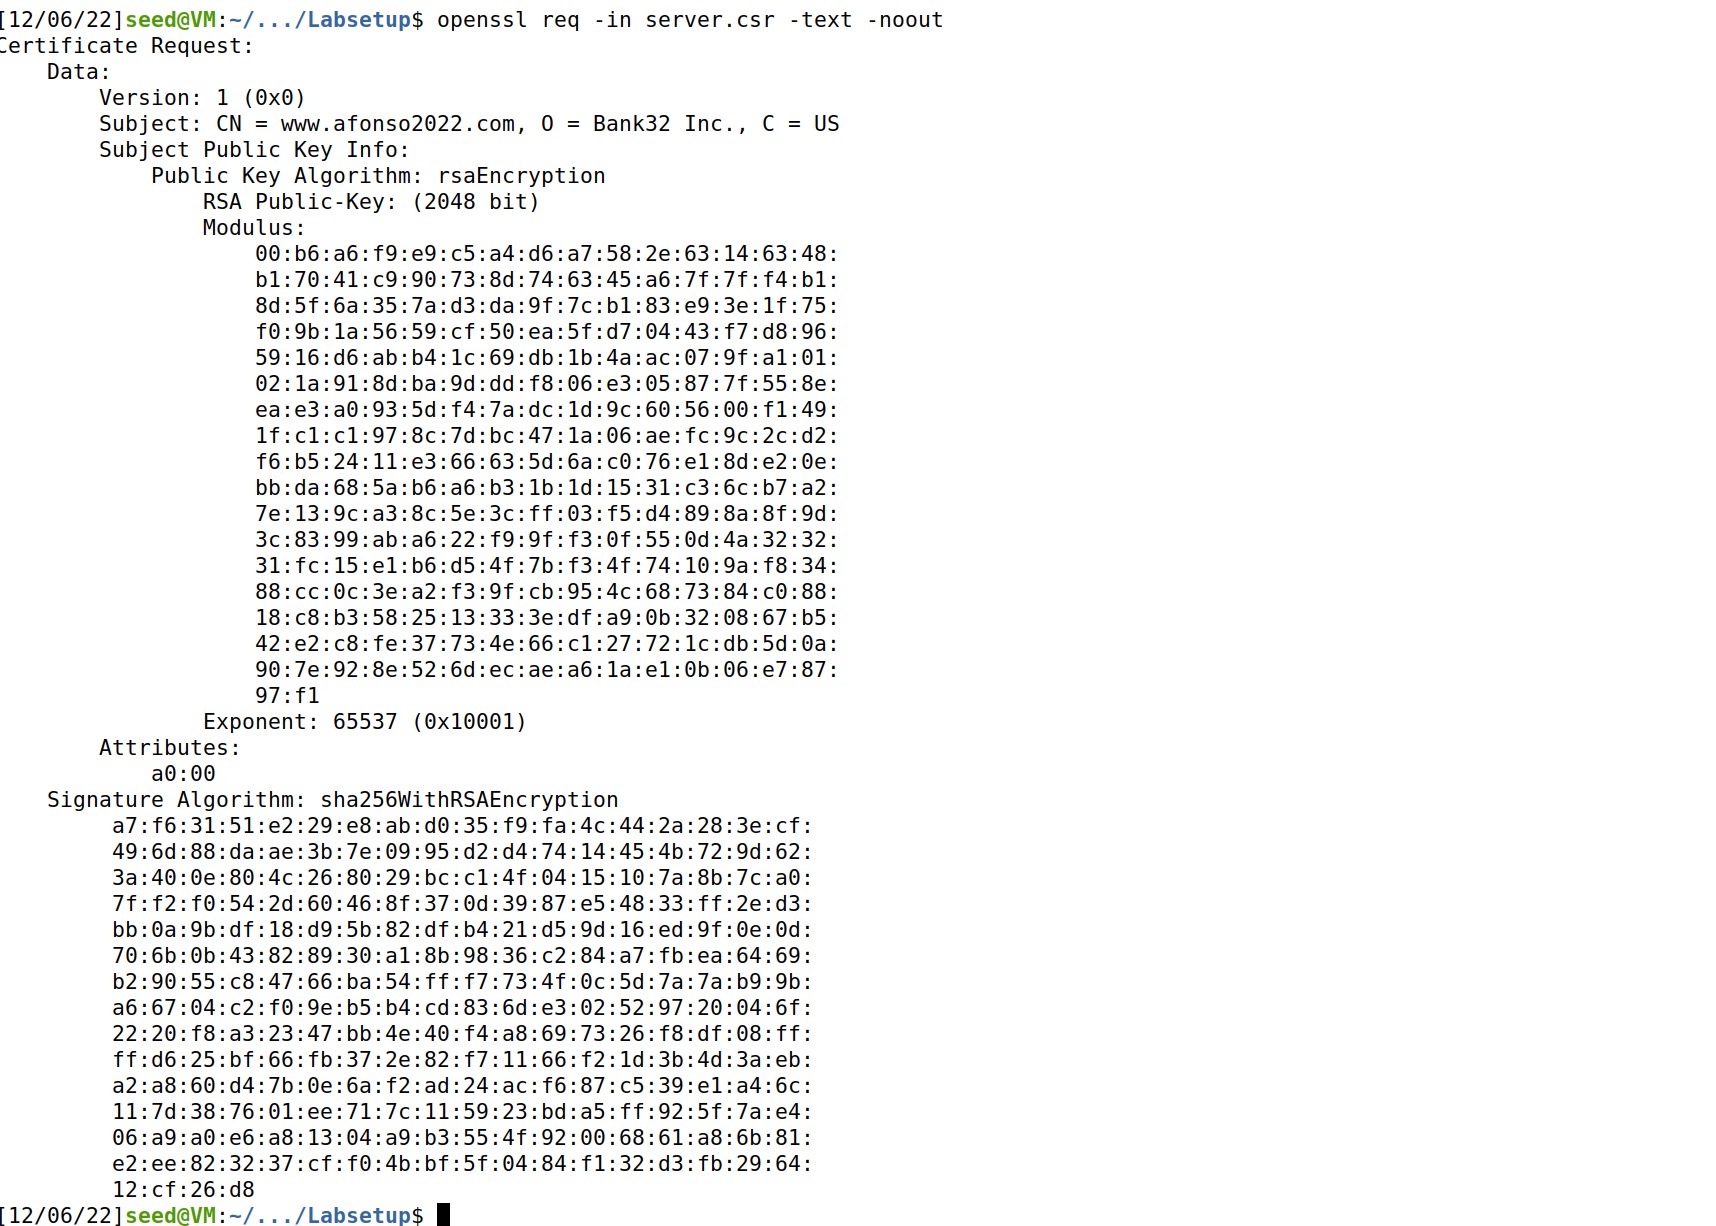 [12/06/22]seed@VM:~/.../Labsetup$ openssl req -in server.csr -text -noout
Certificate Request:
    Data:
        Version: 1 (0x0)
        Subject: CN = www.afonso2022.com, O = Bank32 Inc., C = US
        Subject Public Key Info:
            Public Key Algorithm: rsaEncryption
                RSA Public-Key: (2048 bit)
                Modulus:
                    00:b6:a6:f9:e9:c5:a4:d6:a7:58:2e:63:14:63:48:
                    b1:70:41:c9:90:73:8d:74:63:45:a6:7f:7f:f4:b1:
                    8d:5f:6a:35:7a:d3:da:9f:7c:b1:83:e9:3e:1f:75:
                    f0:9b:1a:56:59:cf:50:ea:5f:d7:04:43:f7:d8:96:
                    59:16:d6:ab:b4:1c:69:db:1b:4a:ac:07:9f:a1:01:
                    02:1a:91:8d:ba:9d:dd:f8:06:e3:05:87:7f:55:8e:
                    ea:e3:a0:93:5d:f4:7a:dc:1d:9c:60:56:00:f1:49:
                    1f:c1:c1:97:8c:7d:bc:47:1a:06:ae:fc:9c:2c:d2:
                    f6:b5:24:11:e3:66:63:5d:6a:c0:76:e1:8d:e2:0e:
                    bb:da:68:5a:b6:a6:b3:1b:1d:15:31:c3:6c:b7:a2:
                    7e:13:9c:a3:8c:5e:3c:ff:03:f5:d4:89:8a:8f:9d:
                    3c:83:99:ab:a6:22:f9:9f:f3:0f:55:0d:4a:32:32:
                    31:fc:15:e1:b6:d5:4f:7b:f3:4f:74:10:9a:f8:34:
                    88:cc:0c:3e:a2:f3:9f:cb:95:4c:68:73:84:c0:88:
                    18:c8:b3:58:25:13:33:3e:df:a9:0b:32:08:67:b5:
                    42:e2:c8:fe:37:73:4e:66:c1:27:72:1c:db:5d:0a:
                    90:7e:92:8e:52:6d:ec:ae:a6:1a:e1:0b:06:e7:87:
                    97:f1
                Exponent: 65537 (0x10001)
        Attributes:
            a0:00
    Signature Algorithm: sha256WithRSAEncryption
         a7:f6:31:51:e2:29:e8:ab:d0:35:f9:fa:4c:44:2a:28:3e:cf:
         49:6d:88:da:ae:3b:7e:09:95:d2:d4:74:14:45:4b:72:9d:62:
         3a:40:0e:80:4c:26:80:29:bc:c1:4f:04:15:10:7a:8b:7c:a0:
         7f:f2:f0:54:2d:60:46:8f:37:0d:39:87:e5:48:33:ff:2e:d3:
         bb:0a:9b:df:18:d9:5b:82:df:b4:21:d5:9d:16:ed:9f:0e:0d:
         70:6b:0b:43:82:89:30:a1:8b:98:36:c2:84:a7:fb:ea:64:69:
         b2:90:55:c8:47:66:ba:54:ff:f7:73:4f:0c:5d:7a:7a:b9:9b:
         a6:67:04:c2:f0:9e:b5:b4:cd:83:6d:e3:02:52:97:20:04:6f:
         22:20:f8:a3:23:47:bb:4e:40:f4:a8:69:73:26:f8:df:08:ff:
         ff:d6:25:bf:66:fb:37:2e:82:f7:11:66:f2:1d:3b:4d:3a:eb:
         a2:a8:60:d4:7b:0e:6a:f2:ad:24:ac:f6:87:c5:39:e1:a4:6c:
         11:7d:38:76:01:ee:71:7c:11:59:23:bd:a5:ff:92:5f:7a:e4:
         06:a9:a0:e6:a8:13:04:a9:b3:55:4f:92:00:68:61:a8:6b:81:
         e2:ee:82:32:37:cf:f0:4b:bf:5f:04:84:f1:32:d3:fb:29:64:
         12:cf:26:d8
[12/06/22]seed@VM:~/.../Labsetup$